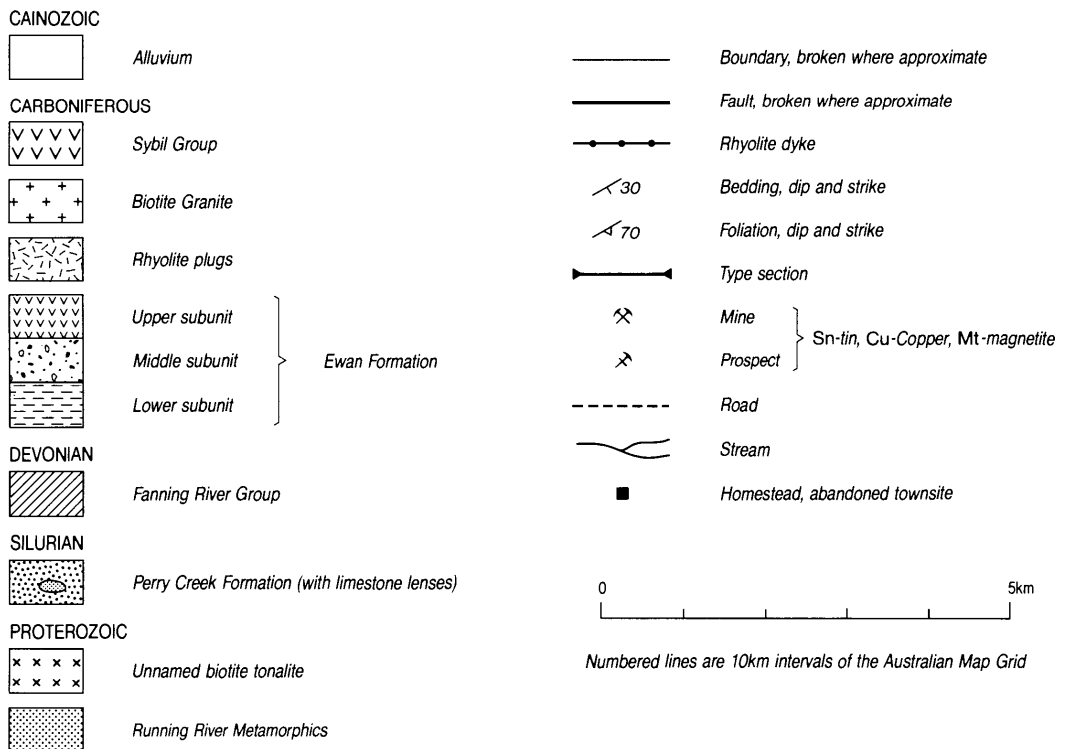 CAINOZOIC
Alluvium
CARBONIFEROUS
Sybil Group
Biotite Granite
Rhyolite plugs
Upper subunit
Middle subunit
Lower subunit
Ewan Formation
DEVONIAN
Fanning River Group
SILURIAN
Perry Creek Formation (with limestone lenses)
PROTEROZOIC
Unnamed biotite tonalite
Running River Metamorphics
Boundary, broken where approximate
Fault, broken where approximate
Rhyolite dyke
30 Bedding, dip and strike
70 Foliation, dip and strike
Type section
Mine
Prospect
Sn-tin, Cu-Copper, Mt-magnetite
Road
Stream
Homestead, abandoned townsite
0 5km
Numbered lines are 10km intervals of the Australian Map Grid